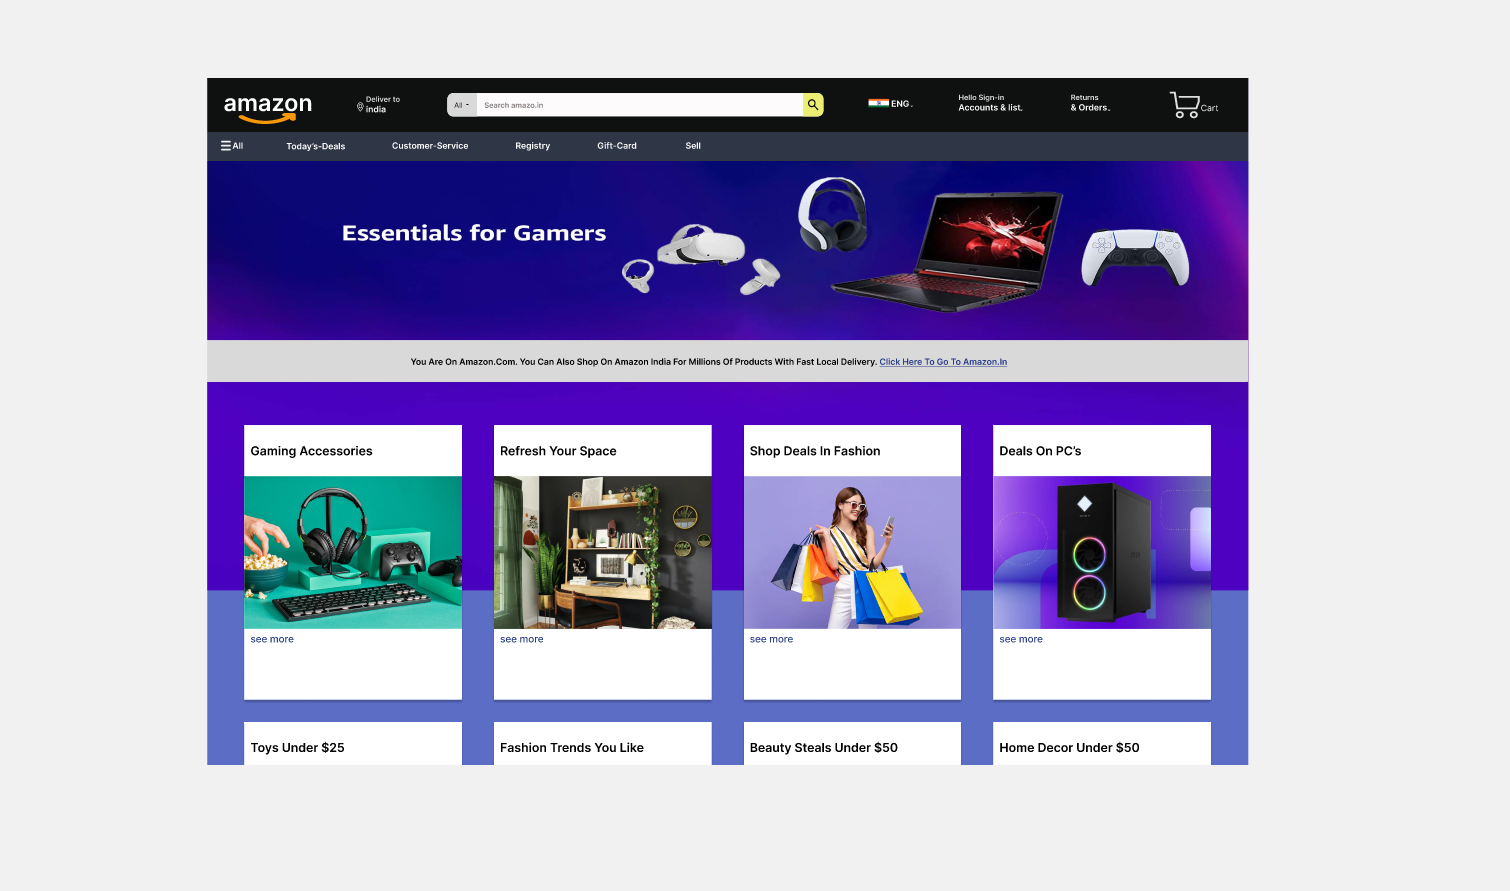 amazon
Deliver to
india
All
Search amazo.in
ENG
Hello Sign-in
Accounts & list
Returns
& Orders
Cart
All
Today's-Deals
Customer-Service
Registry
Gift-Card
Sell
Essentials for Gamers
You Are On Amazon.Com. You Can Also Shop On Amazon India For Millions Of Products With Fast Local Delivery. Click Here To Go To Amazon.In
Gaming Accessories
Refresh Your Space
Shop Deals In Fashion
Deals On PC's
see more
see more
see more
see more
Toys Under $25
Fashion Trends You Like
Beauty Steals Under $50
Home Decor Under $50